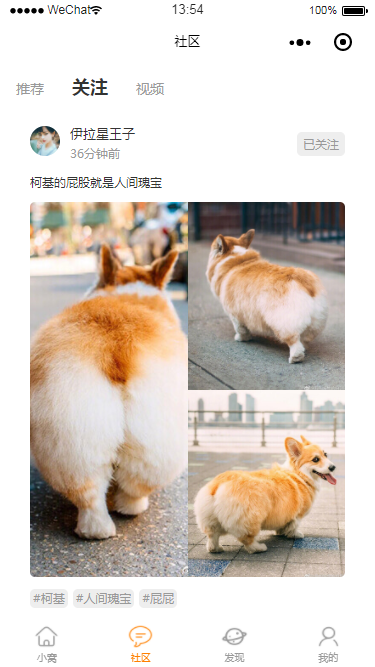 ●●●●● WeChat 13:54 100%
社区
推荐 关注 视频
伊拉星王子
36分钟前
已关注
柯基的屁股就是人间瑰宝
#柯基 #人间瑰宝 #屁屁
小窝 社区 发现 我的